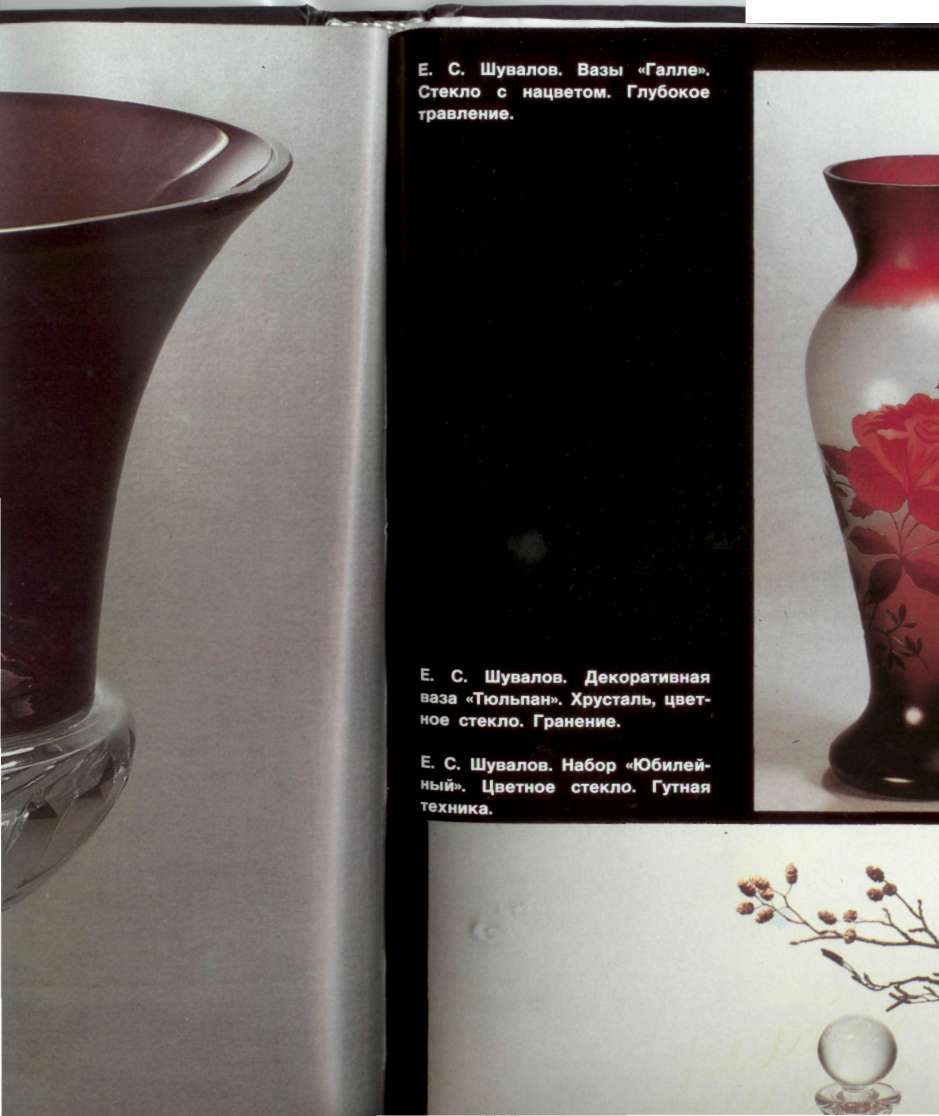 Е. С. Шувалов. Вазы «Галле».
Стекло с нацветом. Глубокое
травление.
Е. С. Шувалов. Декоративная
ваза «Тюльпан». Хрусталь, цвет-
ное стекло. Гранение.
Е. С. Шувалов. Набор «Юбилей-
ный». Цветное стекло. Гутная
техника.